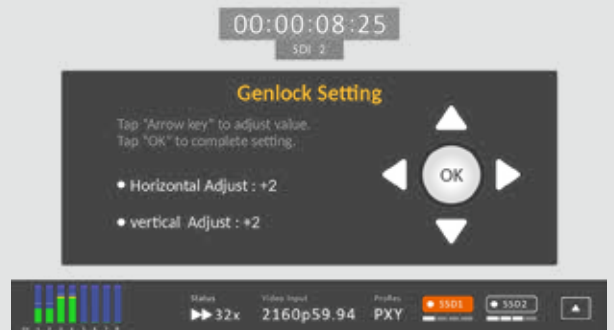 00:00:08:25
SDI 2
Genlock Setting
Tap "Arrow key" to adjust value.
Tap "OK" to complete setting.
• Horizontal Adjust : +2
• vertical Adjust : +2
OK
Status
▶▶ 32x
Video Input
2160p59.94
ProRes
PXY
SSD1
SSD2